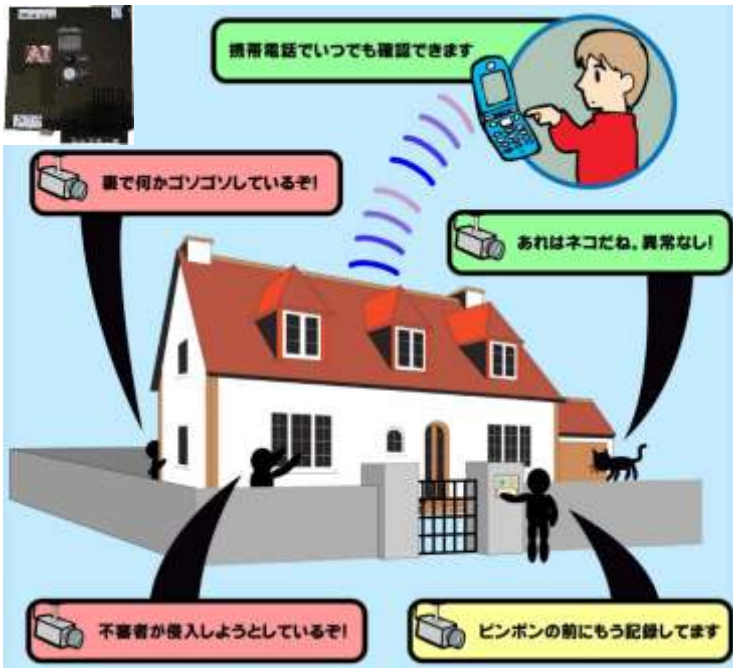 AI
携帯電話でいつでも確認できます
裏で何かゴソゴソしているぞ!
あれはネコだね。異常なし!
不審者が侵入しようとしているぞ!
ピンポンの前にもう記録してます